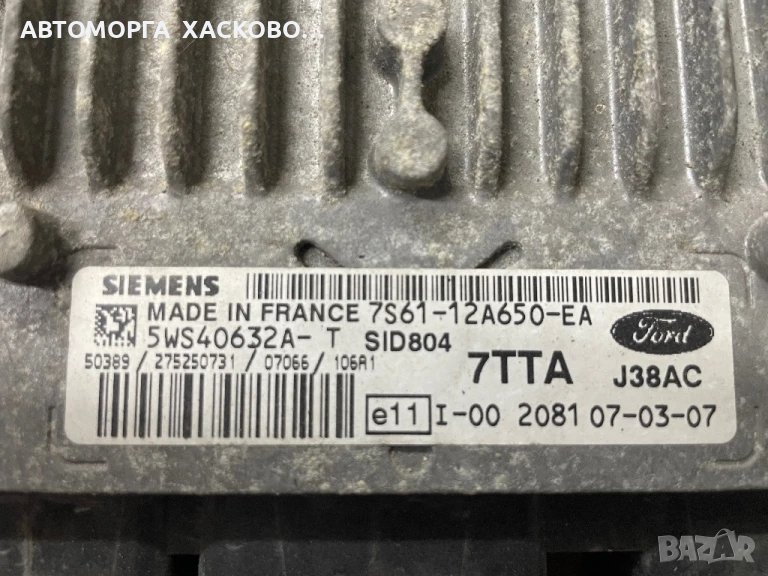 АВТОМОРГА ХАСКОВО...
SIEMENS
MADE IN FRANCE 7S61-12A650-EA
5WS40632A- T SID804
50389 / 275250731 / 07066 / 106A1
7TTA
Ford
J38AC
e11 I-00 2081 07-03-07
BAZAR